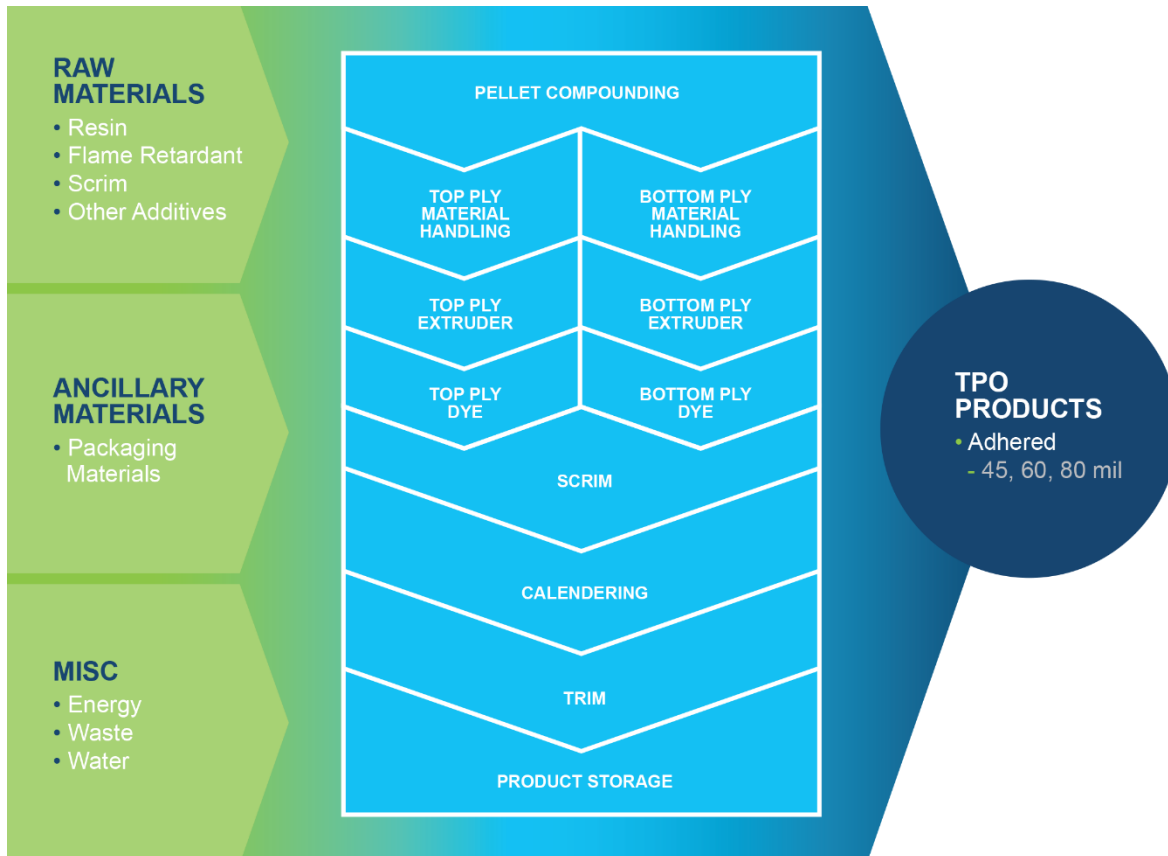 RAW
MATERIALS
• Resin
• Flame Retardant
• Scrim
• Other Additives
ANCILLARY
MATERIALS
• Packaging
Materials
MISC
• Energy
• Waste
• Water
PELLET COMPOUNDING
TOP PLY
MATERIAL
HANDLING
BOTTOM PLY
MATERIAL
HANDLING
TOP PLY
EXTRUDER
BOTTOM PLY
EXTRUDER
TOP PLY
DYE
BOTTOM PLY
DYE
SCRIM
CALENDERING
TRIM
PRODUCT STORAGE
TPO
PRODUCTS
• Adhered
- 45, 60, 80 mil